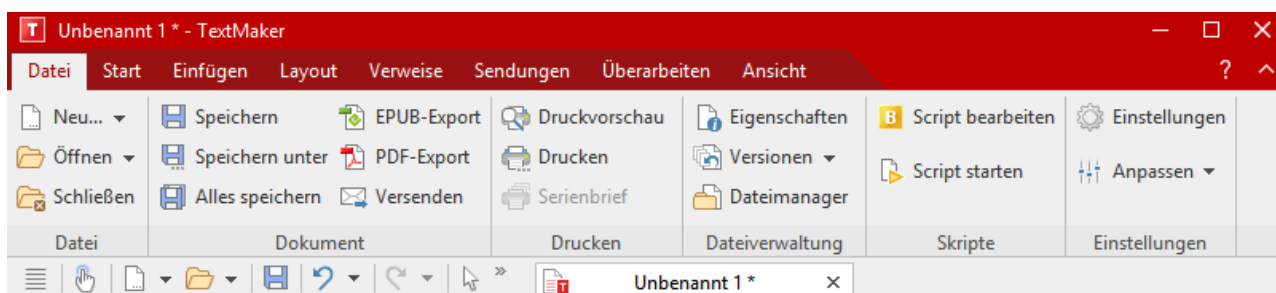 T Unbenannt 1 * - TextMaker
Datei Start Einfügen Layout Verweise Sendungen Überarbeiten Ansicht ?
Neu... Speichern EPUB-Export Druckvorschau Eigenschaften B Script bearbeiten Einstellungen
Öffnen Speichern unter PDF-Export Drucken Versionen Script starten Anpassen
Schließen Alles speichern Versenden Serienbrief Dateimanager
Datei Dokument Drucken Dateiverwaltung Skripte Einstellungen
» T Unbenannt 1 *